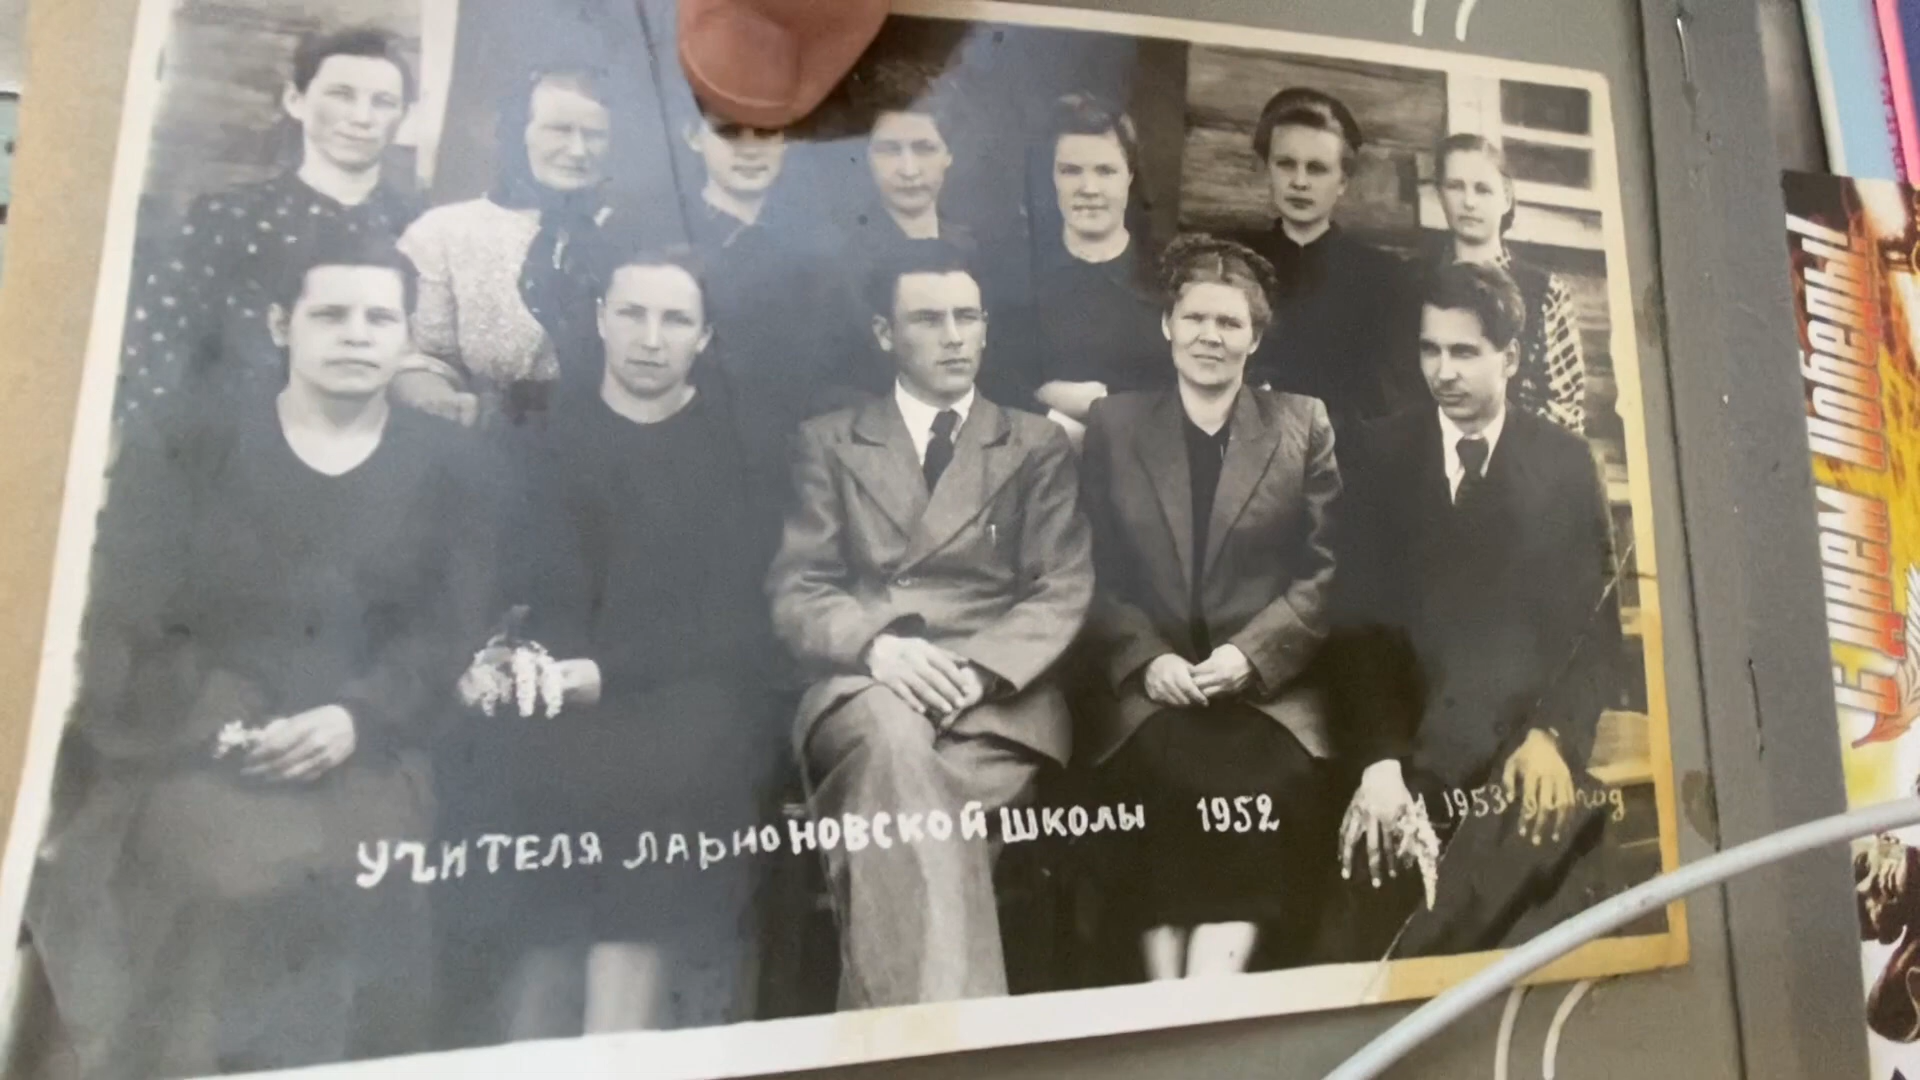 УЧИТЕЛЯ ЛАРИОНОВСКОЙ ШКОЛЫ 1952 1953 год
С ДНЕМ ПОБЕДЫ!